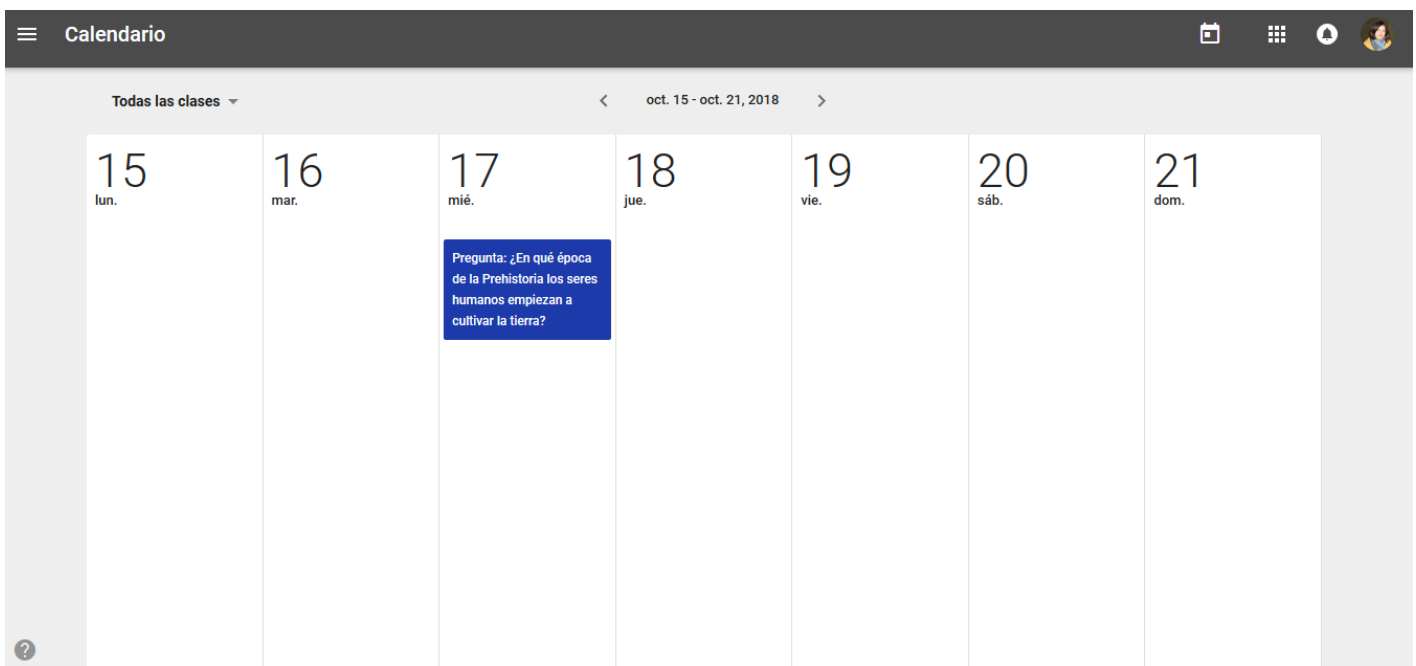 Calendario
Todas las clases
oct. 15 - oct. 21, 2018
15
lun.
16
mar.
17
mié.
18
jue.
19
vie.
20
sáb.
21
dom.
Pregunta: ¿En qué época
de la Prehistoria los seres
humanos empiezan a
cultivar la tierra?
?